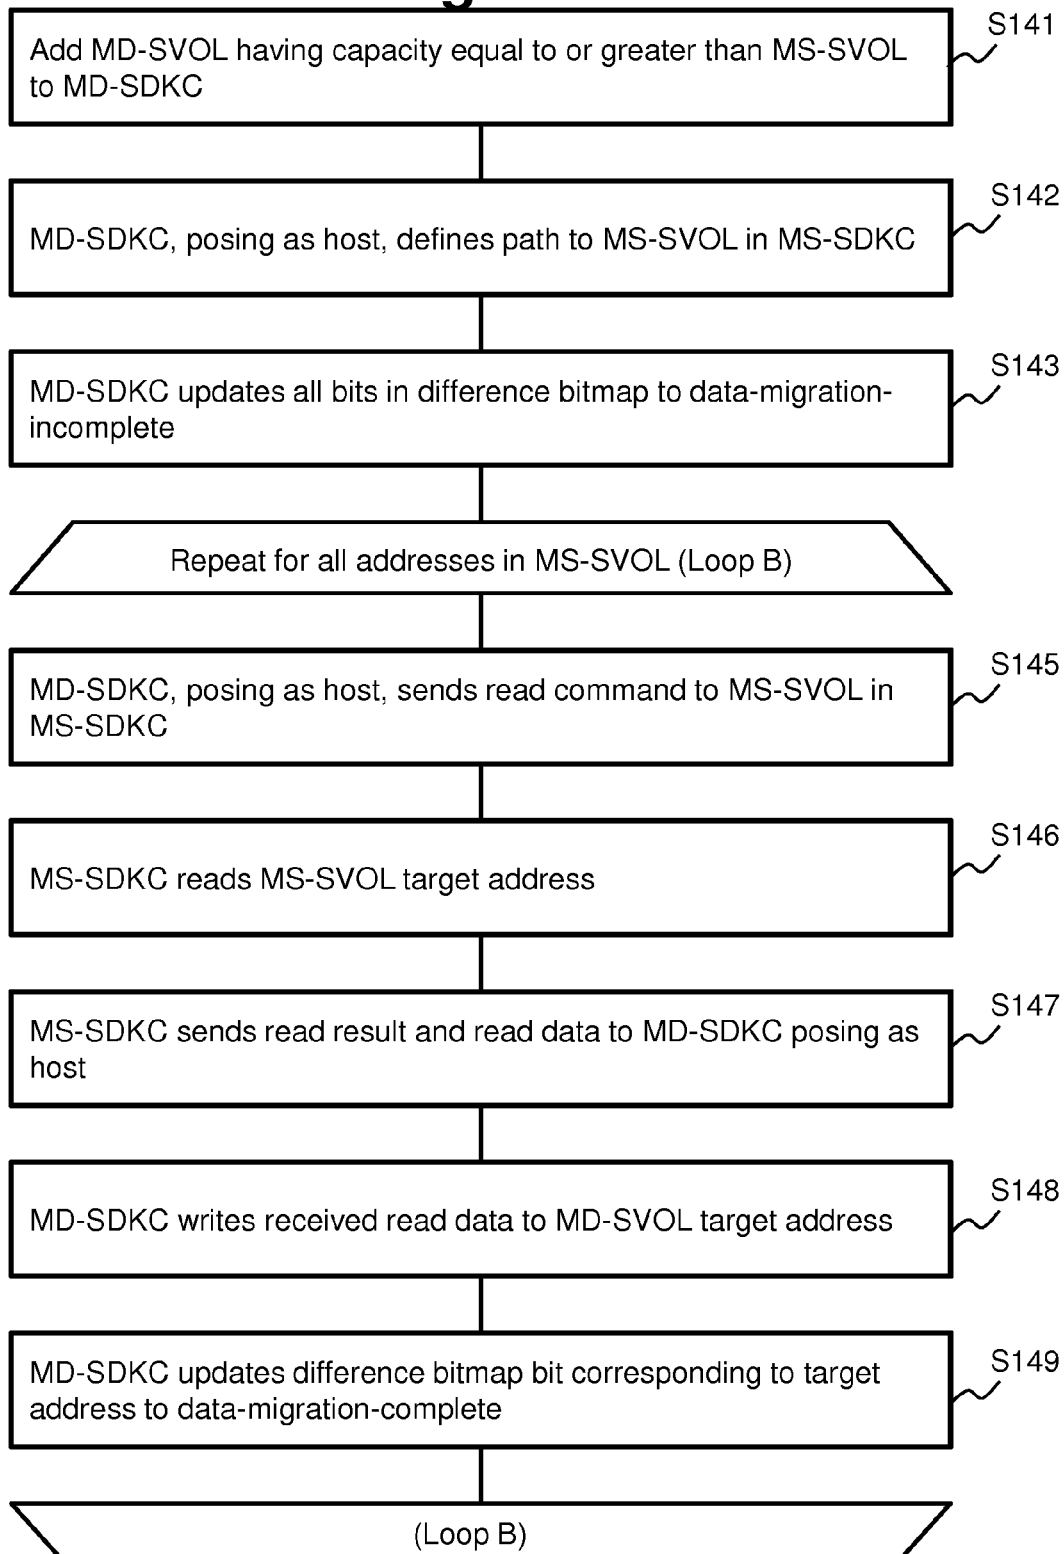 S141
Add MD-SVOL having capacity equal to or greater than MS-SVOL
to MD-SDKC
S142
MD-SDKC, posing as host, defines path to MS-SVOL in MS-SDKC
S143
MD-SDKC updates all bits in difference bitmap to data-migration-
incomplete
Repeat for all addresses in MS-SVOL (Loop B)
S145
MD-SDKC, posing as host, sends read command to MS-SVOL in
MS-SDKC
S146
MS-SDKC reads MS-SVOL target address
S147
MS-SDKC sends read result and read data to MD-SDKC posing as
host
S148
MD-SDKC writes received read data to MD-SVOL target address
S149
MD-SDKC updates difference bitmap bit corresponding to target
address to data-migration-complete
(Loop B)